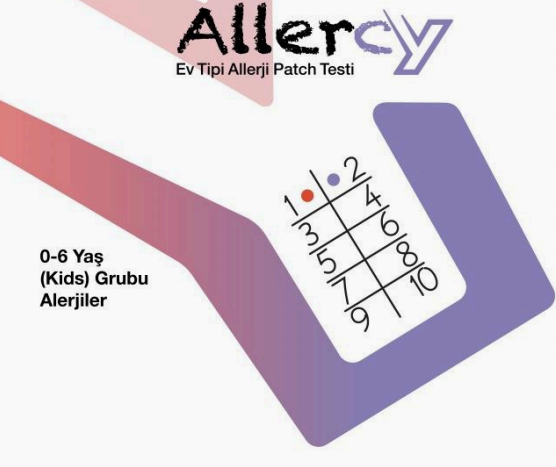 Allercy
Ev Tipi Allerji Patch Testi
1 2
3 4
5 6
7 8
9 10
0-6 Yaş
(Kids) Grubu
Alerjiler